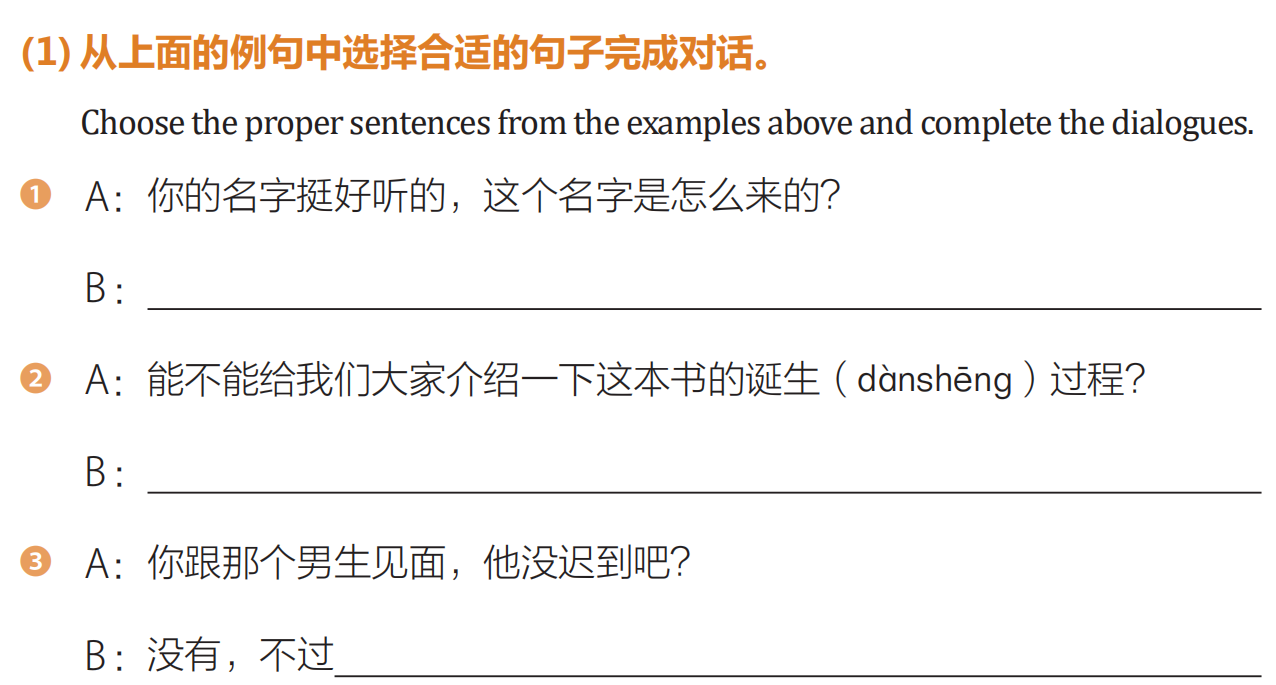 (1) 从上面的例句中选择合适的句子完成对话。
Choose the proper sentences from the examples above and complete the dialogues.
1 A：你的名字挺好听的，这个名字是怎么来的？
B：
2 A：能不能给我们大家介绍一下这本书的诞生（dànshēng）过程？
B：
3 A：你跟那个男生见面，他没迟到吧？
B：没有，不过